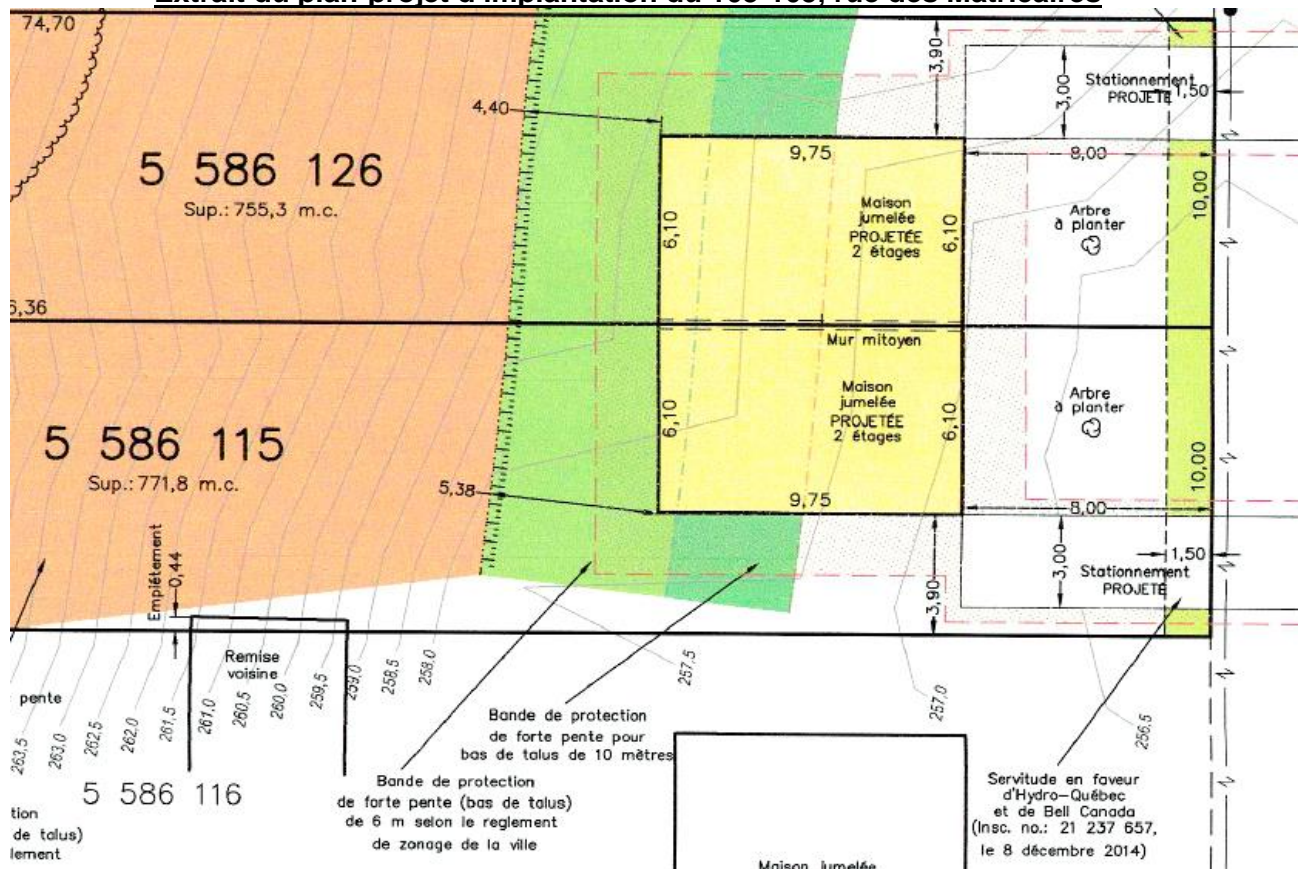 74,70
3,90
3,00
Stationnement
PROJETÉ
1,50
4,40
9,75
8,00
5 586 126
Sup.: 755,3 m.c.
6,10
Maison
jumelée
PROJETÉE
2 étages
6,10
Arbre
à planter
10,00
6,36
Mur mitoyen
5 586 115
Sup.: 771,8 m.c.
6,10
Maison
jumelée
PROJETÉE
2 étages
6,10
Arbre
à planter
10,00
5,38
9,75
8,00
Empiétement
0,44
3,90
3,00
1,50
Stationnement
PROJETÉ
Remise
voisine
pente
263,5
263,0
262,5
262,0
261,5
261,0
260,5
260,0
259,5
259,0
258,5
258,0
257.5
257,0
256,5
5 586 116
Bande de protection
de forte pente pour
bas de talus de 10 mètres
Bande de protection
de forte pente (bas de talus)
de 6 m selon le reglement
de zonage de la ville
Servitude en faveur
d'Hydro-Québec
et de Bell Canada
(Insc. no.: 21 237 657,
le 8 décembre 2014)
tion
de talus)
lement
Maison jumelée